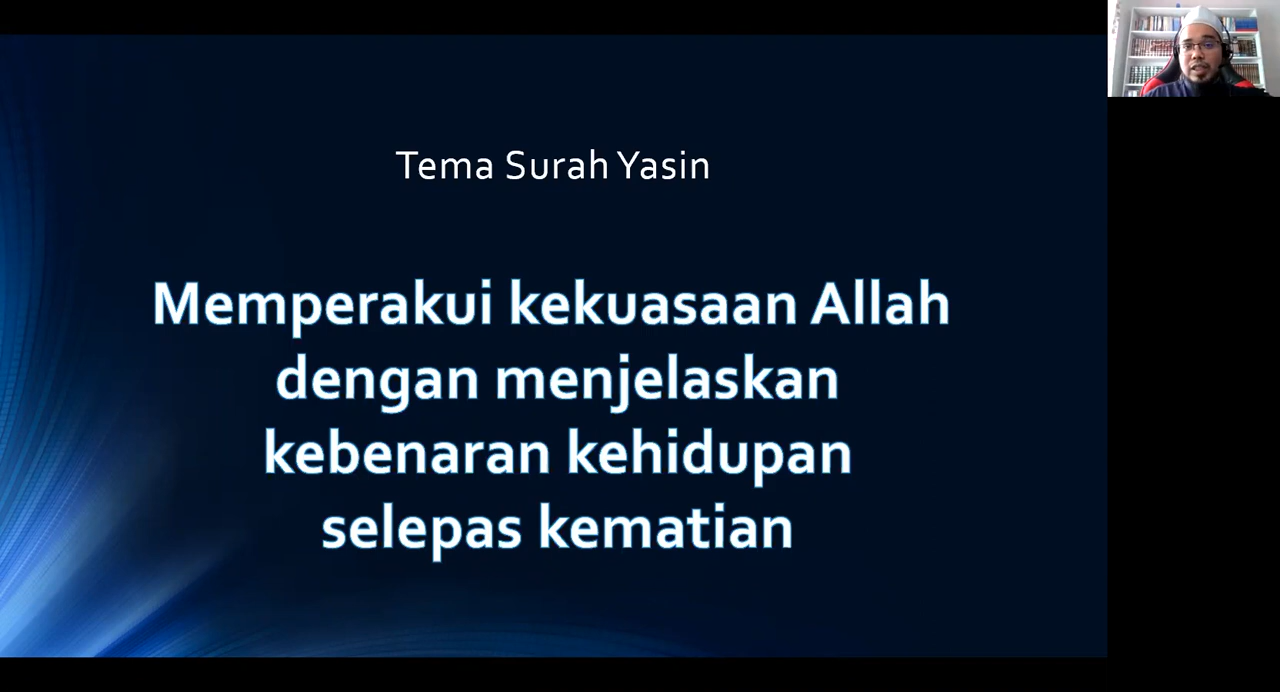 Tema Surah Yasin
Memperakui kekuasaan Allah
dengan menjelaskan
kebenaran kehidupan
selepas kematian